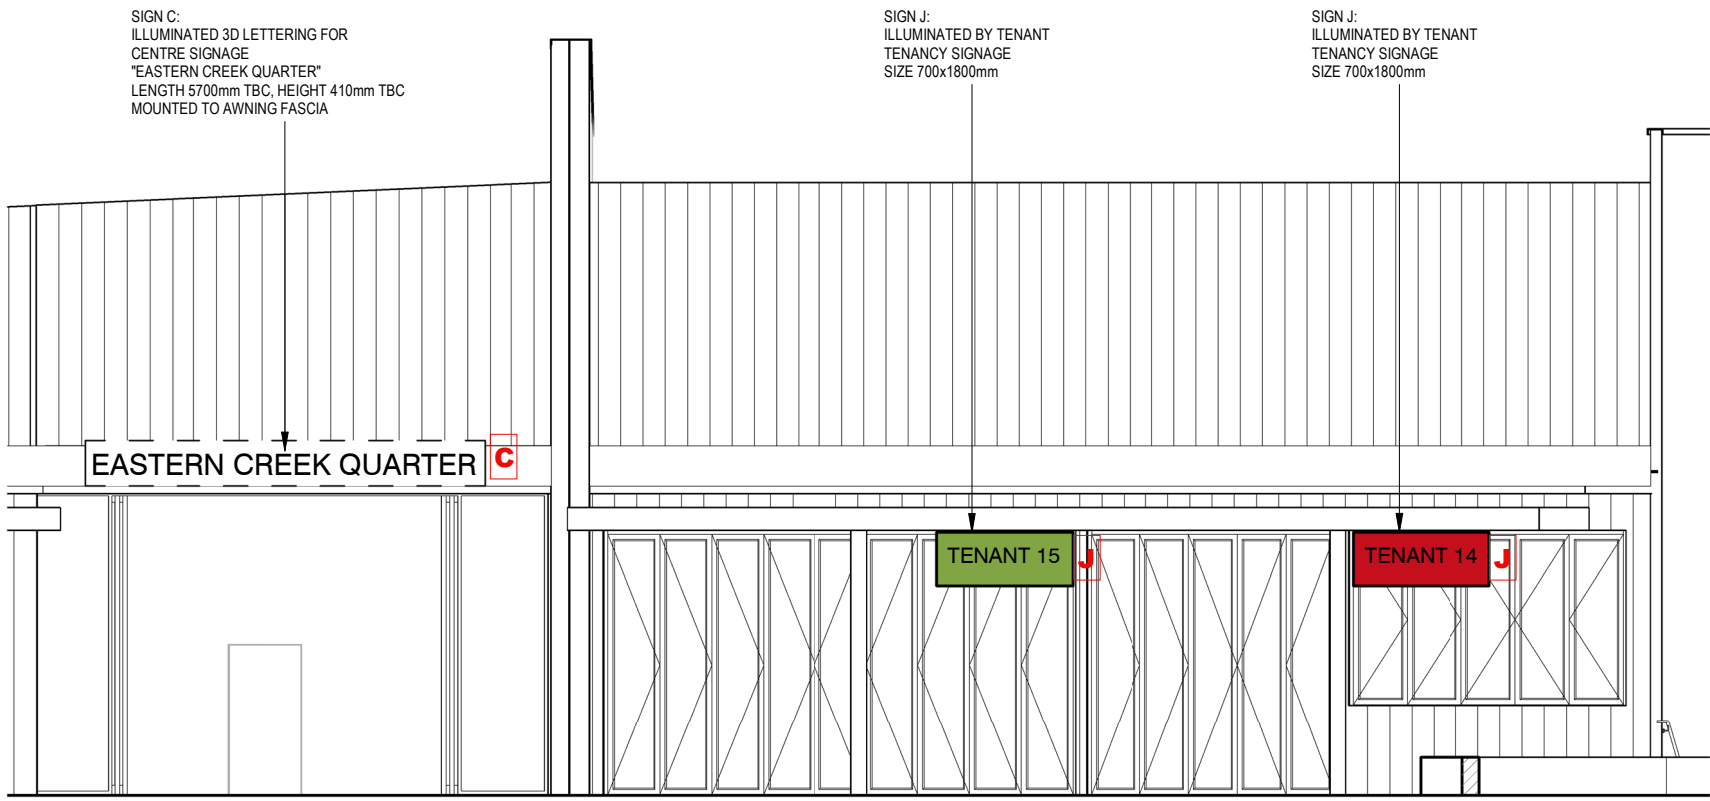 SIGN C:
ILLUMINATED 3D LETTERING FOR
CENTRE SIGNAGE
"EASTERN CREEK QUARTER"
LENGTH 5700mm TBC, HEIGHT 410mm TBC
MOUNTED TO AWNING FASCIA
SIGN J:
ILLUMINATED BY TENANT
TENANCY SIGNAGE
SIZE 700x1800mm
SIGN J:
ILLUMINATED BY TENANT
TENANCY SIGNAGE
SIZE 700x1800mm
EASTERN CREEK QUARTER
C
TENANT 15
J
TENANT 14
J